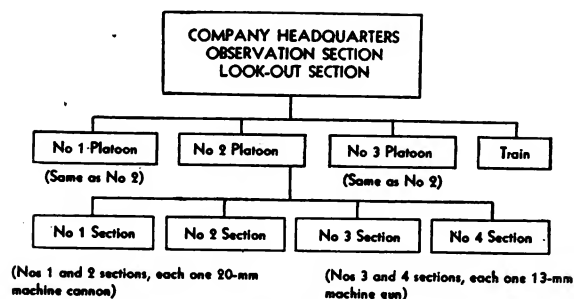 COMPANY HEADQUARTERS
OBSERVATION SECTION
LOOK-OUT SECTION
No 1 Platoon
No 2 Platoon
No 3 Platoon
Train
(Same as No 2)
(Same as No 2)
No 1 Section
No 2 Section
No 3 Section
No 4 Section
(Nos 1 and 2 sections, each one 20-mm
machine cannon)
(Nos 3 and 4 sections, each one 13-mm
machine gun)